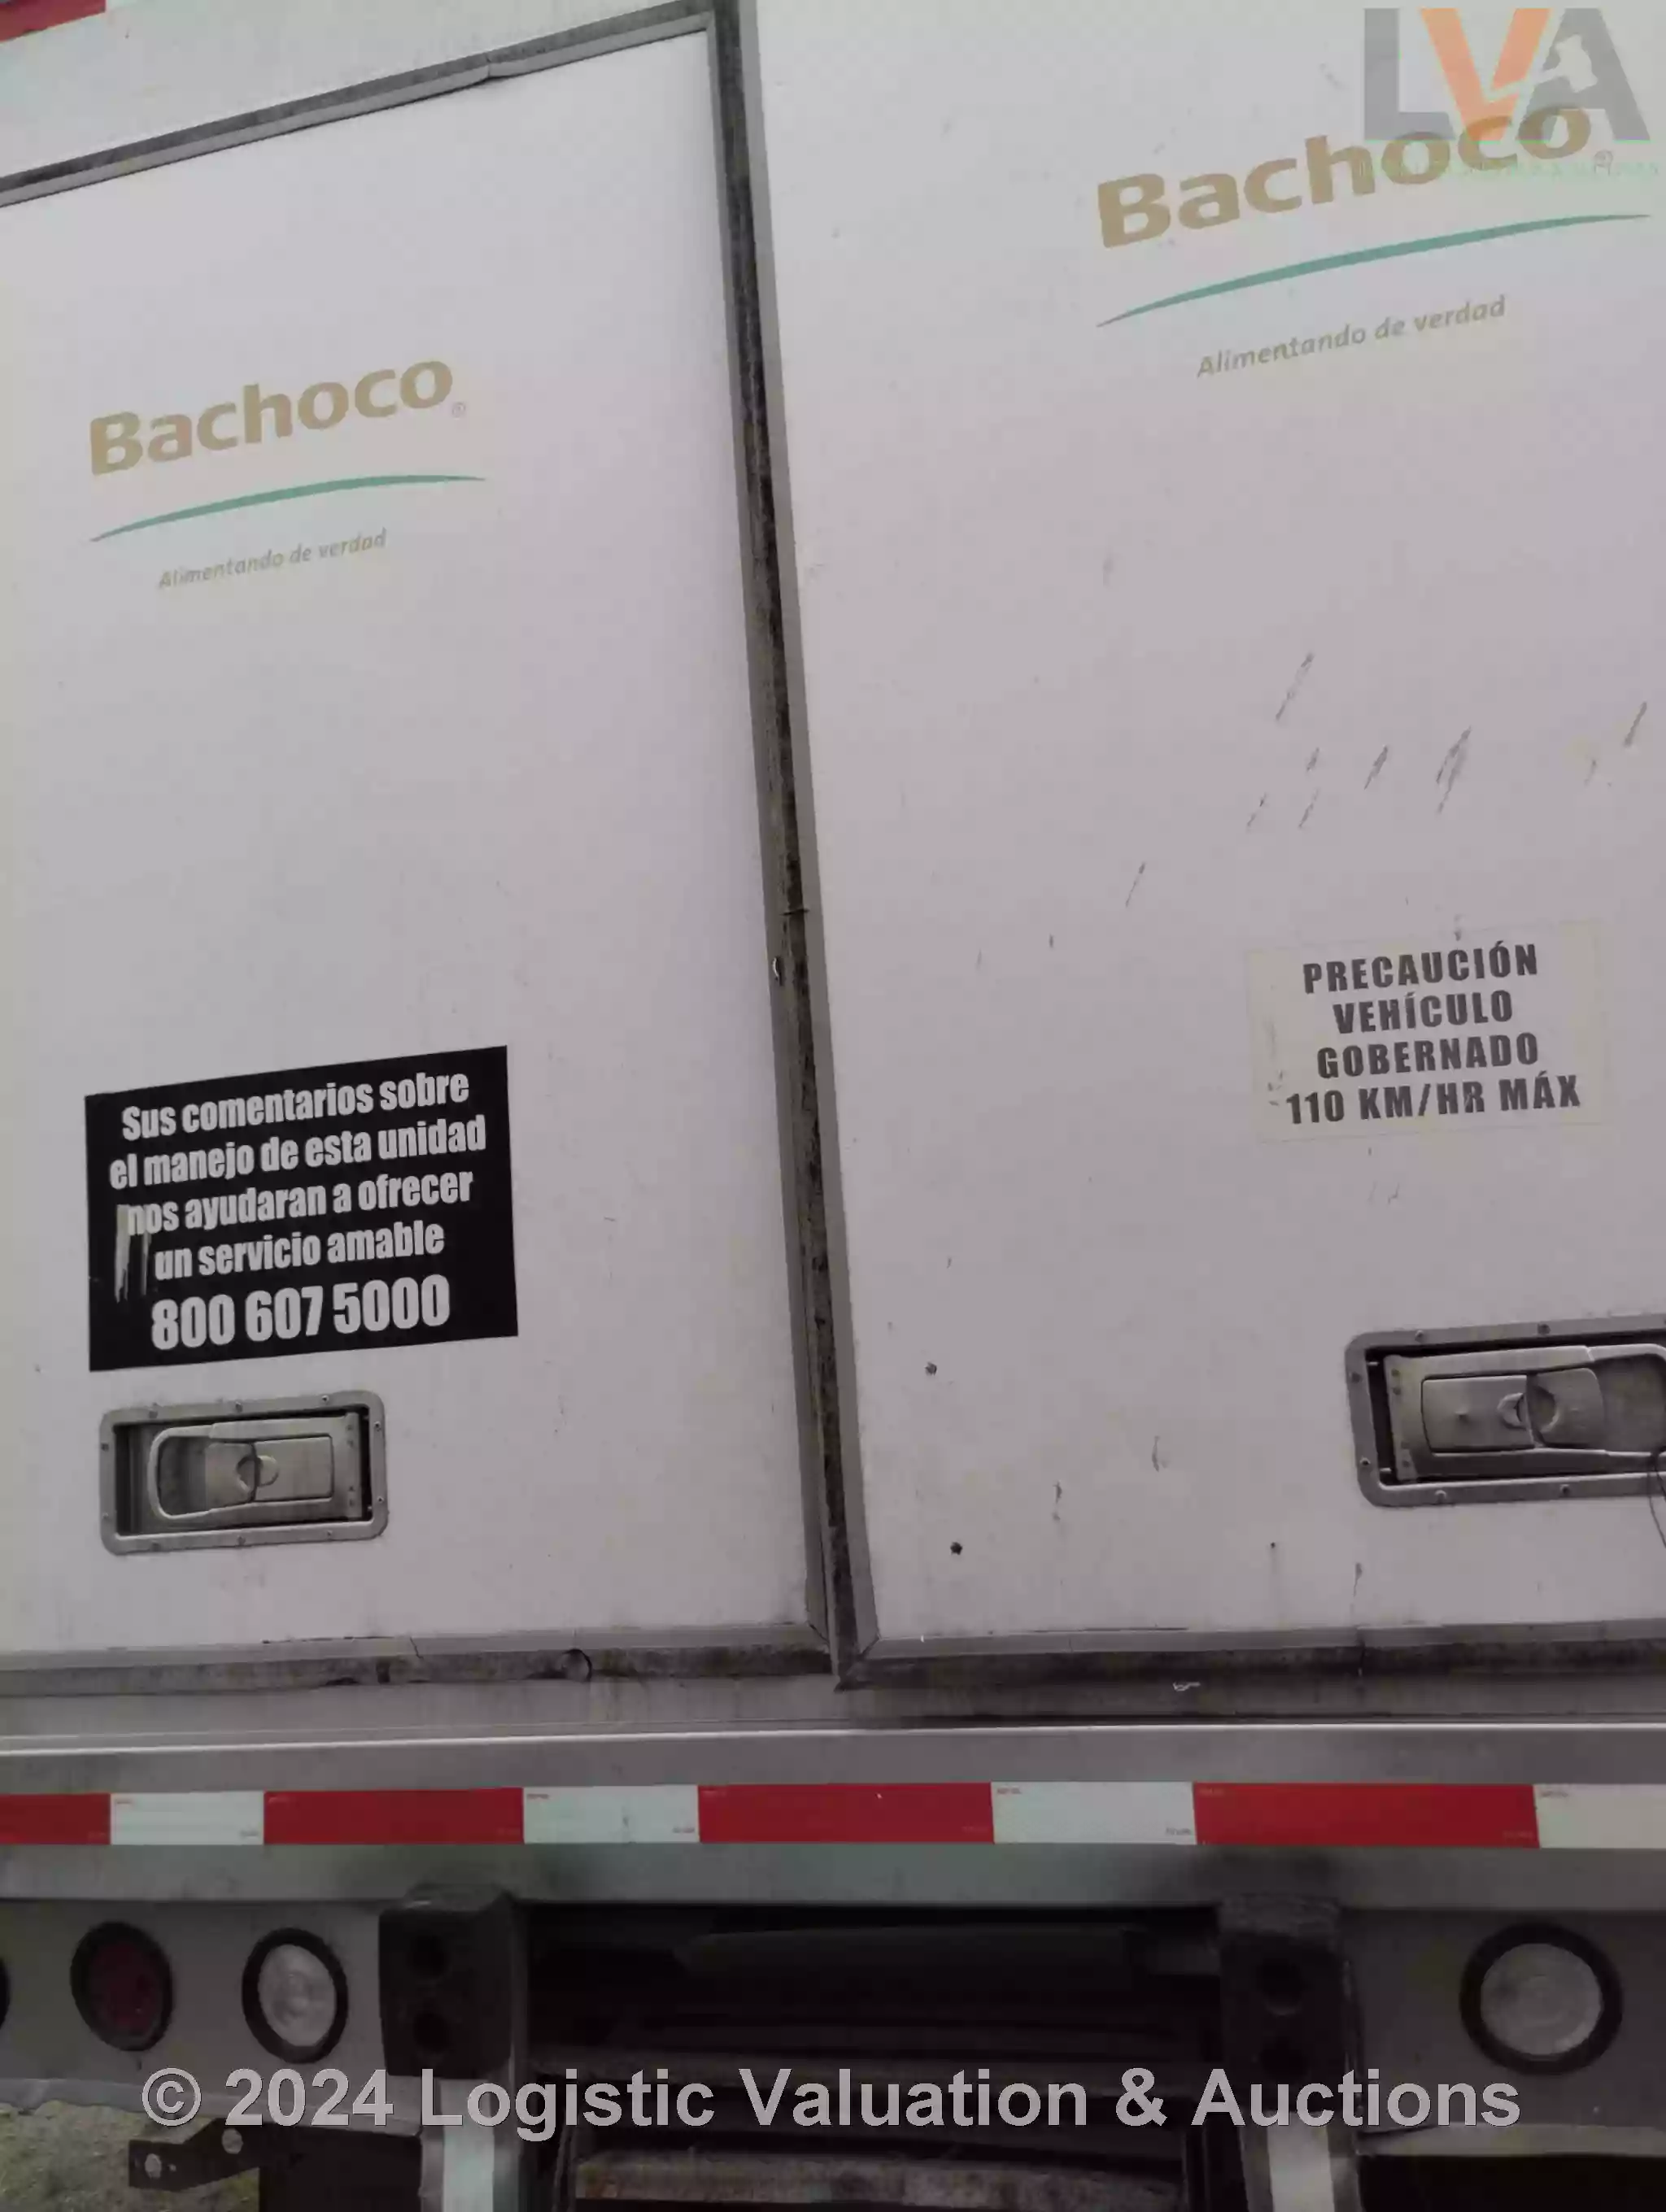 LVA
Bachoco®
Alimentando de verdad
Bachoco®
Alimentando de verdad
PRECAUCIÓN
VEHÍCULO
GOBERNADO
110 KM/HR MÁX
Sus comentarios sobre
el manejo de esta unidad
nos ayudaran a ofrecer
un servicio amable
800 607 5000
© 2024 Logistic Valuation & Auctions